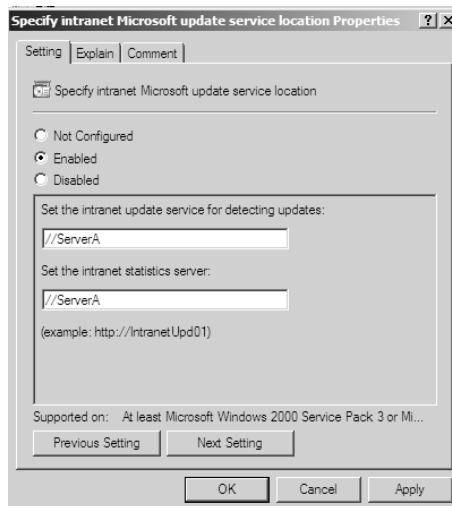 Specify intranet Microsoft update service location Properties ? X
Setting Explain Comment
Specify intranet Microsoft update service location
Not Configured
Enabled
Disabled
Set the intranet update service for detecting updates:
//ServerA
Set the intranet statistics server:
//ServerA
(example: http://IntranetUpd01)
Supported on: At least Microsoft Windows 2000 Service Pack 3 or Mi...
Previous Setting Next Setting
OK Cancel Apply